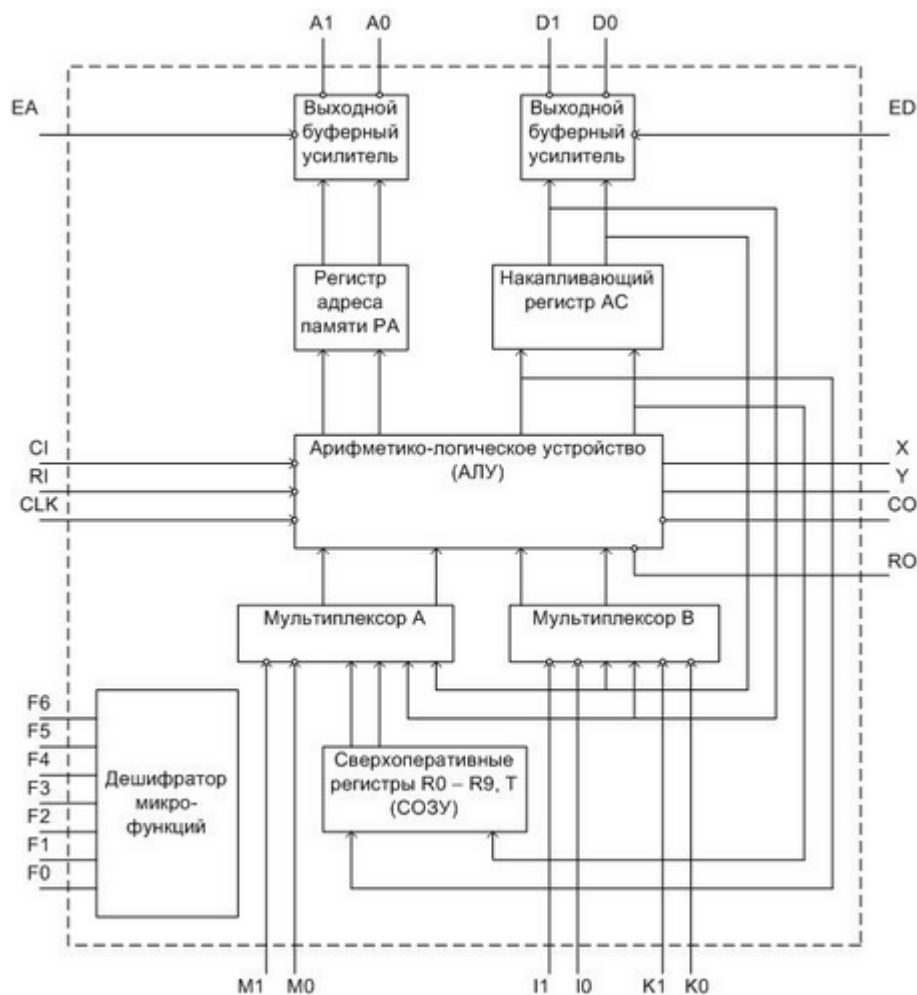 A1 A0 D1 D0
EA
Выходной
буферный
усилитель
Выходной
буферный
усилитель
ED
Регистр
адреса
памяти РА
Накапливающий
регистр АС
CI
RI
CLK
Арифметико-логическое устройство
(АЛУ)
X
Y
CO
RO
Мультиплексор А
Мультиплексор В
F6
F5
F4
F3
F2
F1
F0
Дешифратор
микро-
функций
Сверхоперативные
регистры R0 – R9, T
(СОЗУ)
M1 M0 I1 I0 K1 K0